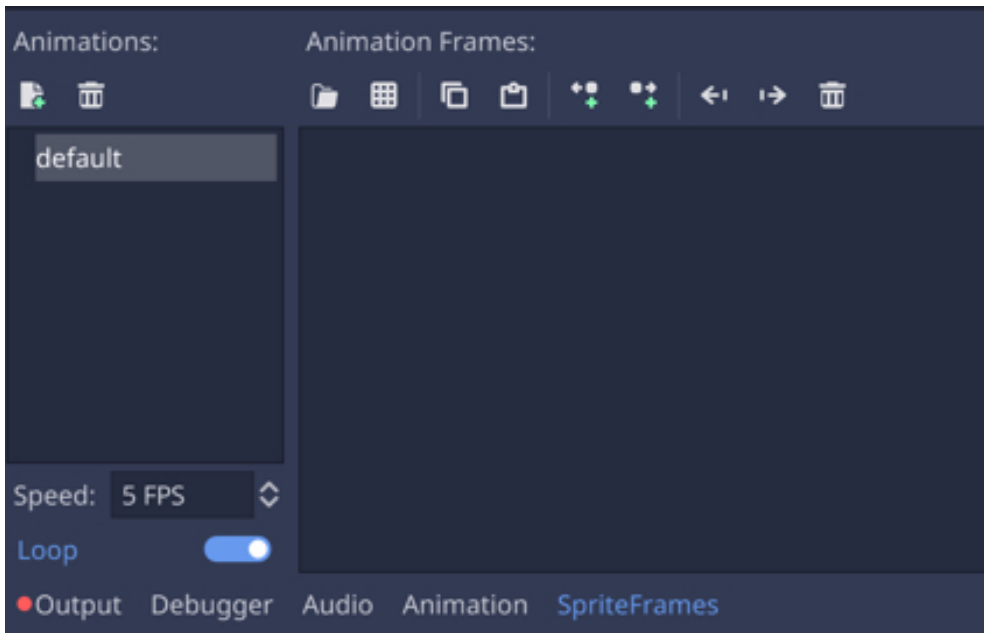 Animations:
Animation Frames:
default
Speed: 5 FPS
Loop
Output Debugger Audio Animation SpriteFrames